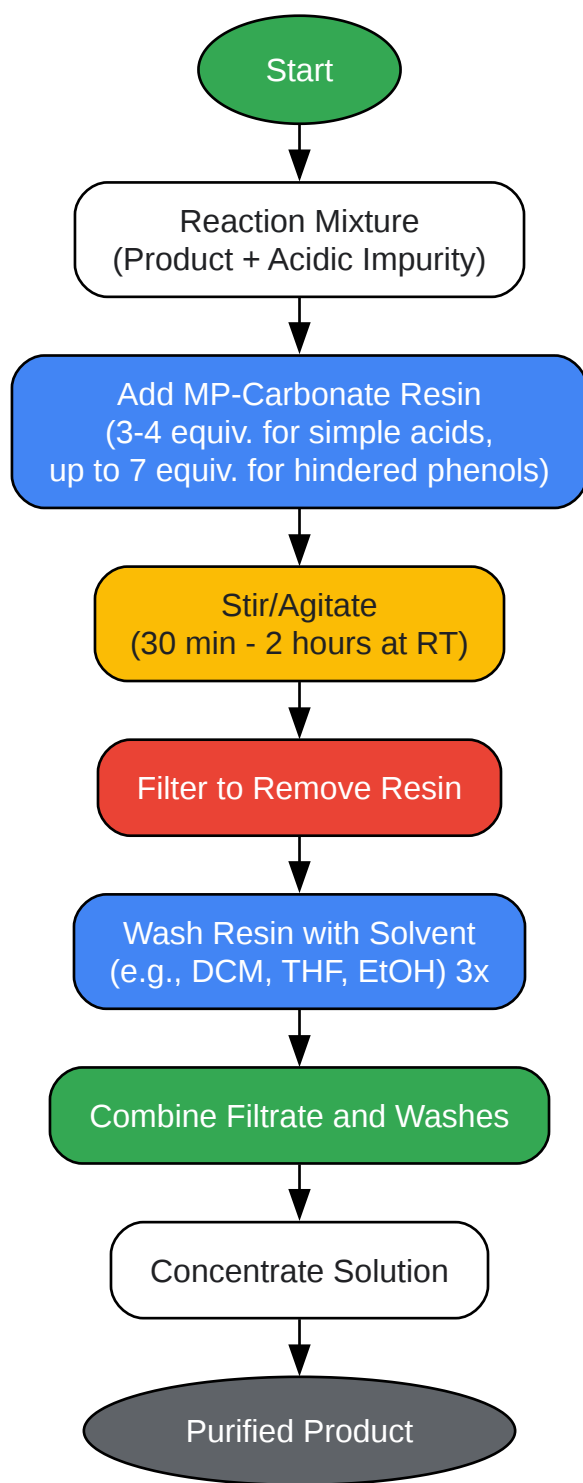 Start
Reaction Mixture
(Product + Acidic Impurity)
Add MP-Carbonate Resin
(3-4 equiv. for simple acids,
up to 7 equiv. for hindered phenols)
Stir/Agitate
(30 min - 2 hours at RT)
Filter to Remove Resin
Wash Resin with Solvent
(e.g., DCM, THF, EtOH) 3x
Combine Filtrate and Washes
Concentrate Solution
Purified Product